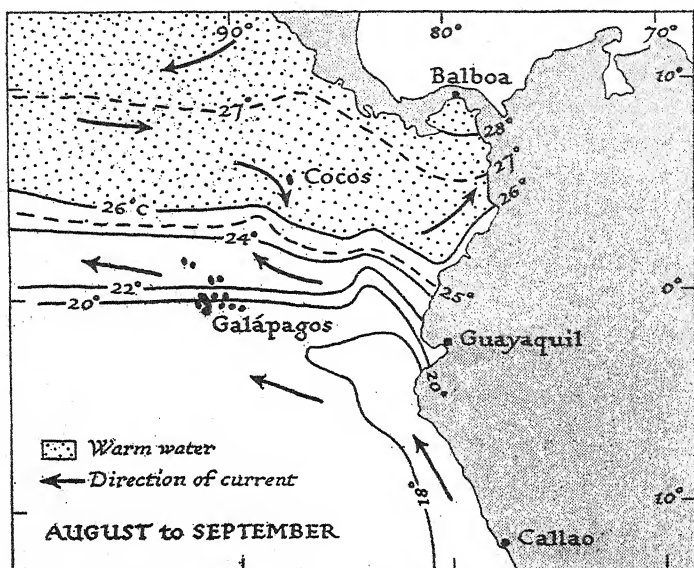 90°
80°
70°
Balboa
10°
27°
28°
Cocos
27°
26°C
26°
24°
25°
0°
22°
20°
Galápagos
Guayaquil
20°
Warm water
Direction of current
18°
10°
AUGUST to SEPTEMBER
Callao